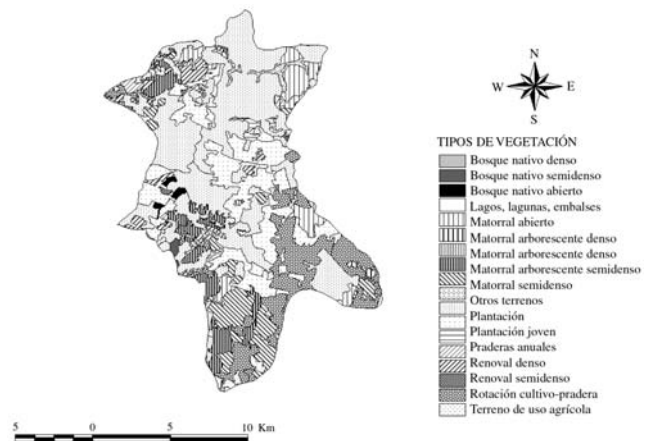 N
W E
S
TIPOS DE VEGETACIÓN
Bosque nativo denso
Bosque nativo semidenso
Bosque nativo abierto
Lagos, lagunas, embalses
Matorral abierto
Matorral arborescente denso
Matorral arborescente denso
Matorral arborescente semidenso
Matorral semidenso
Otros terrenos
Plantación
Plantación joven
Praderas anuales
Renoval denso
Renoval semidenso
Rotación cultivo-pradera
Terreno de uso agrícola
5 0 5 10 Km